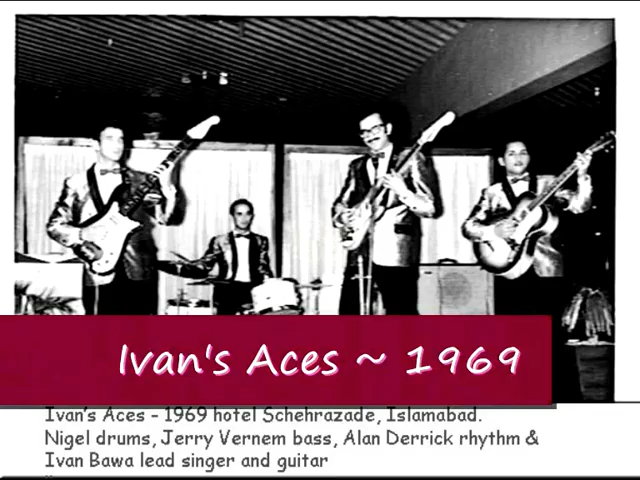 Ivan's Aces ~ 1969
Ivan's Aces - 1969 hotel Schehrazade, Islamabad.
Nigel drums, Jerry Vernem bass, Alan Derrick rhythm &
Ivan Bawa lead singer and guitar